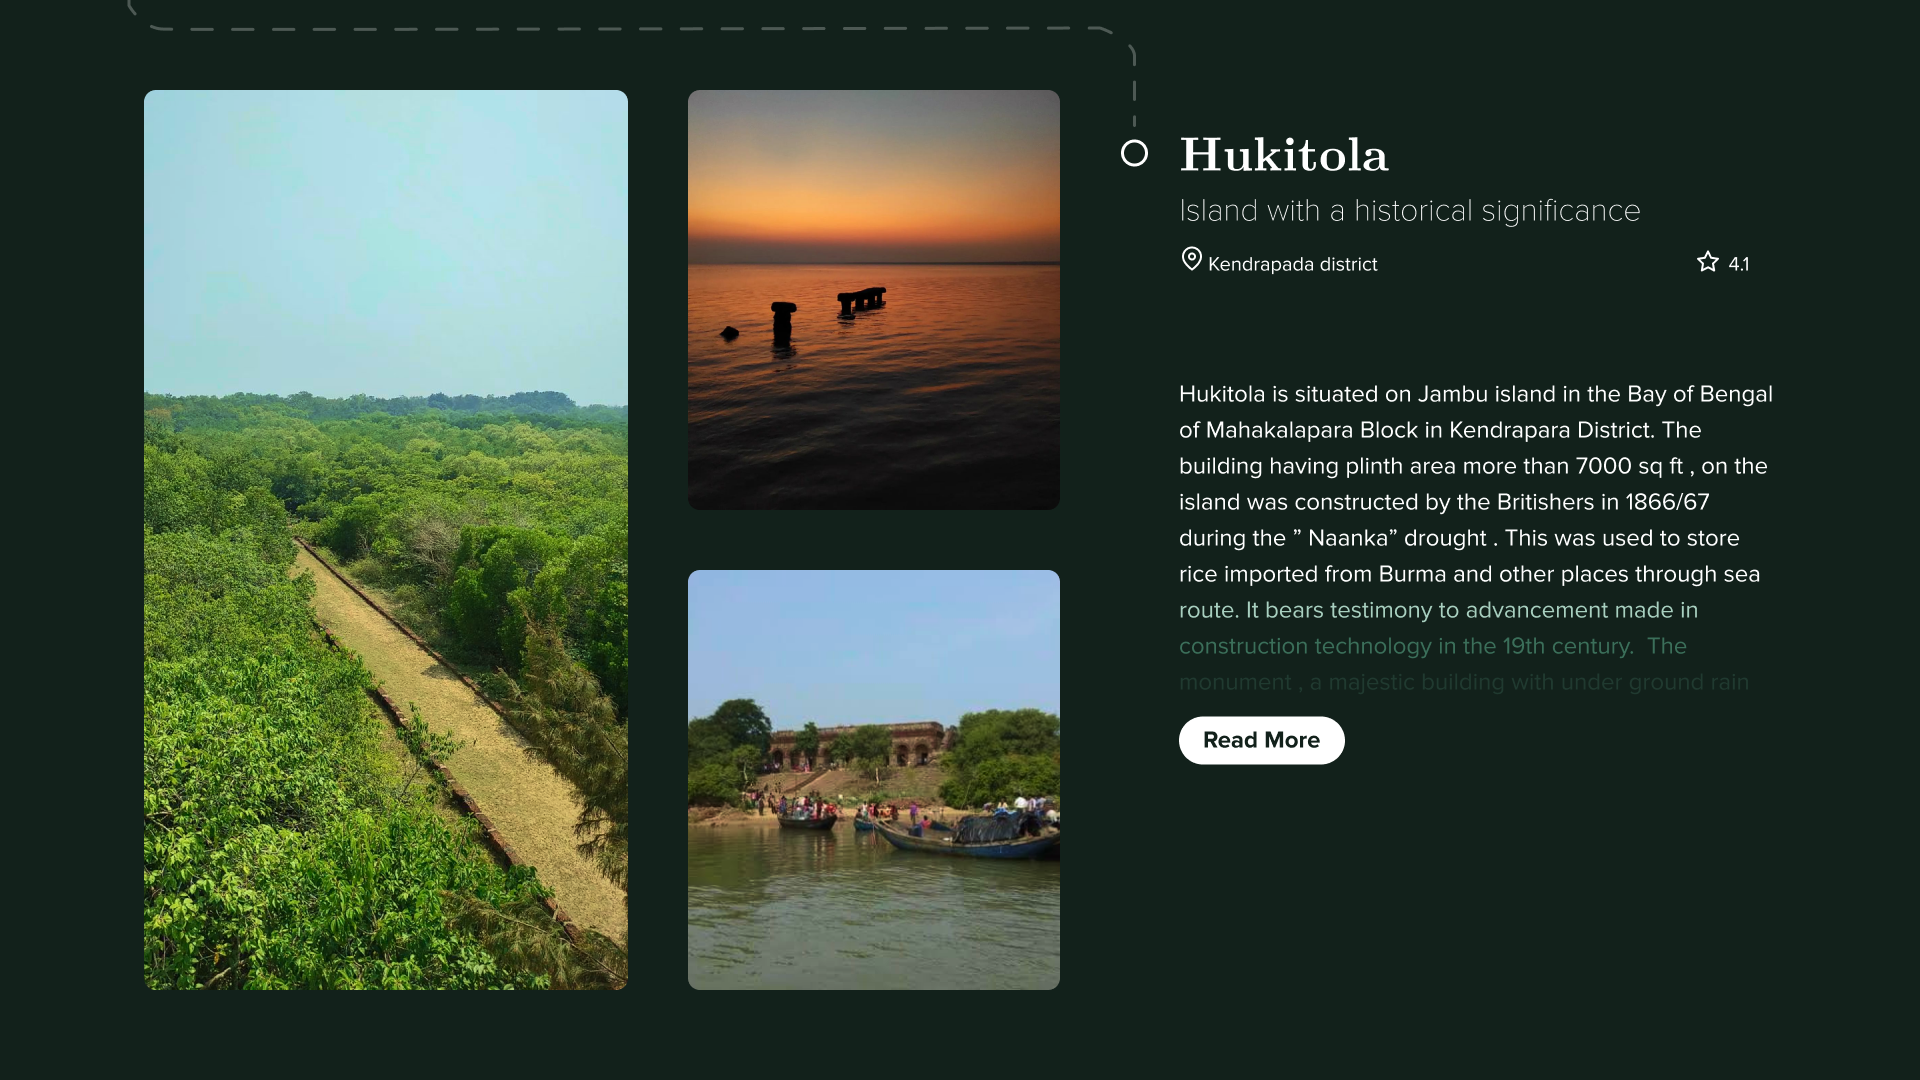 Hukitola
Island with a historical significance
Kendrapada district
4.1
Hukitola is situated on Jambu island in the Bay of Bengal
of Mahakalapara Block in Kendrapara District. The
building having plinth area more than 7000 sq ft , on the
island was constructed by the Britishers in 1866/67
during the ” Naanka” drought . This was used to store
rice imported from Burma and other places through sea
route. It bears testimony to advancement made in
construction technology in the 19th century.  The
monument , a majestic building with under ground rain
Read More